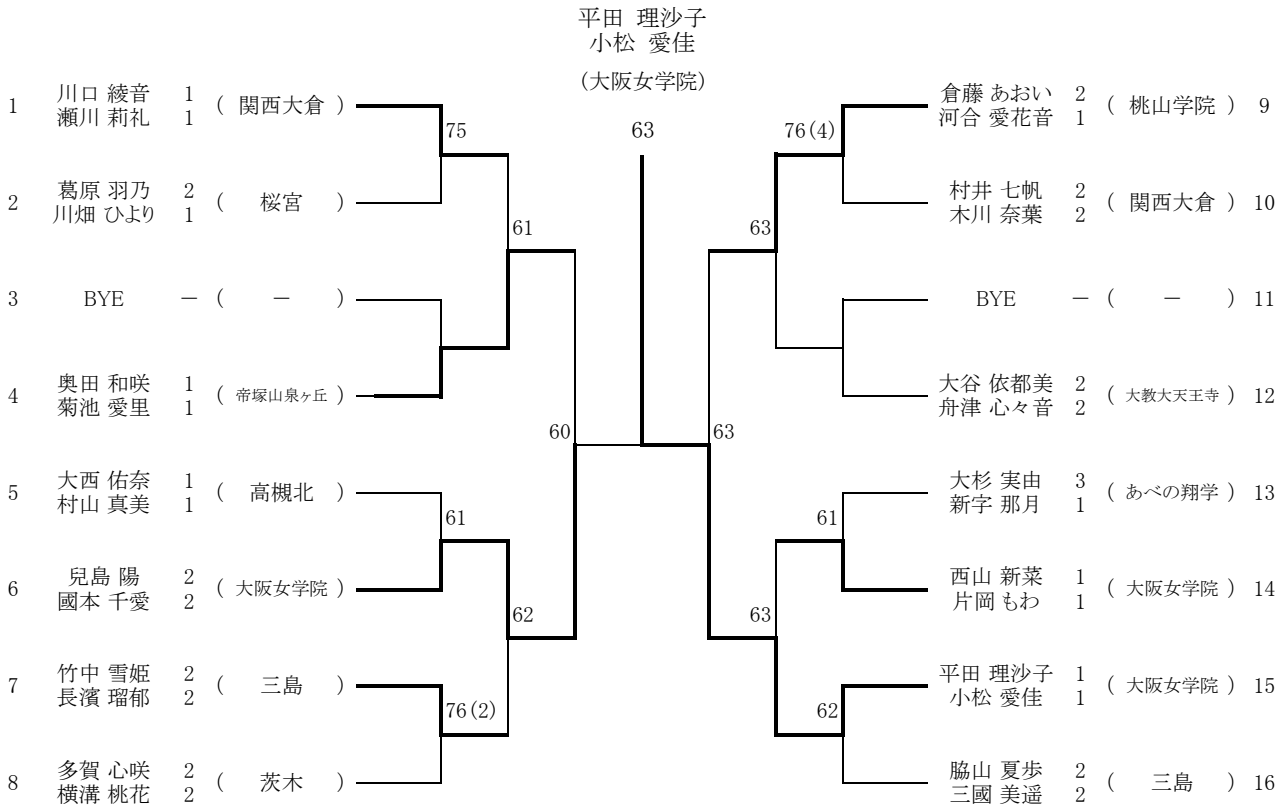 平田 理沙子
小松 愛佳
(大阪女学院)
63
1 川口 綾音 1 ( 関西大倉 )
瀬川 莉礼 1
75
2 葛原 羽乃 2 ( 桜宮 )
川畑 ひより 1
61
3 BYE － ( － )
4 奥田 和咲 1 ( 帝塚山泉ヶ丘 )
菊池 愛里 1
60
5 大西 佑奈 1 ( 高槻北 )
村山 真美 1
61
6 兒島 陽 2 ( 大阪女学院 )
國本 千愛 2
62
7 竹中 雪姫 2 ( 三島 )
長濱 瑠郁 2
76(2)
8 多賀 心咲 2 ( 茨木 )
横溝 桃花 2
倉藤 あおい 2 ( 桃山学院 ) 9
河合 愛花音 1
76(4)
村井 七帆 2 ( 関西大倉 ) 10
木川 奈葉 2
63
BYE － ( － ) 11
大谷 依都美 2 ( 大教大天王寺 ) 12
舟津 心々音 2
63
大杉 実由 3 ( あべの翔学 ) 13
新字 那月 1
61
西山 新菜 1 ( 大阪女学院 ) 14
片岡 もわ 1
63
平田 理沙子 1 ( 大阪女学院 ) 15
小松 愛佳 1
62
脇山 夏歩 2 ( 三島 ) 16
三國 美遥 2